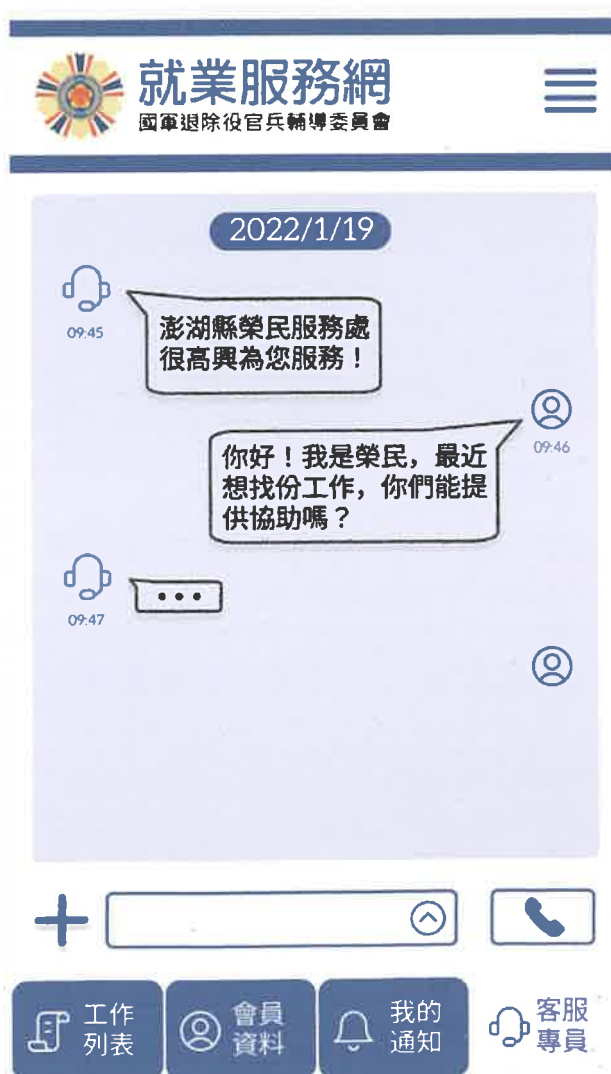 就業服務網
國軍退除役官兵輔導委員會
2022/1/19
09:45
澎湖縣榮民服務處
很高興為您服務！
09:46
你好！我是榮民，最近
想找份工作，你們能提
供協助嗎？
09:47
•••
工作
列表
會員
資料
我的
通知
客服
專員